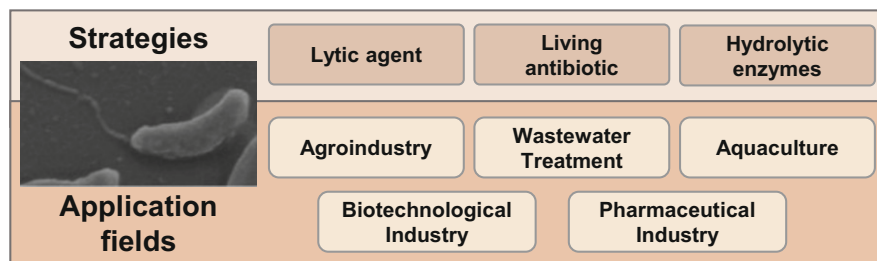 Strategies
Lytic agent
Living
antibiotic
Hydrolytic
enzymes
Agroindustry
Wastewater
Treatment
Aquaculture
Application
fields
Biotechnological
Industry
Pharmaceutical
Industry